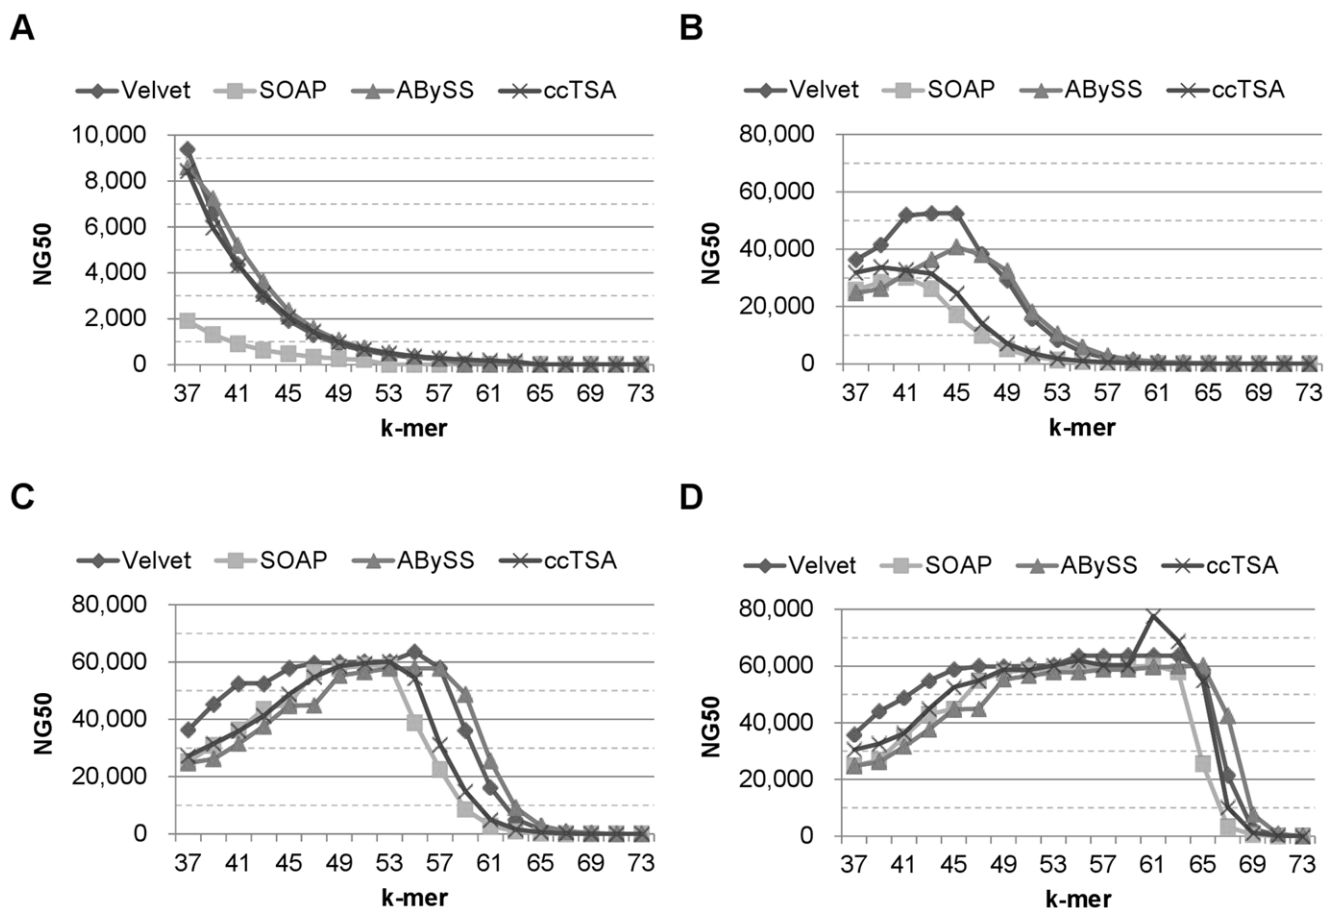 A
Velvet SOAP ABySS ccTSA
10,000
8,000
6,000
4,000
2,000
0
NG50
37 41 45 49 53 57 61 65 69 73
k-mer
B
Velvet SOAP ABySS ccTSA
80,000
60,000
40,000
20,000
0
NG50
37 41 45 49 53 57 61 65 69 73
k-mer
C
Velvet SOAP ABySS ccTSA
80,000
60,000
40,000
20,000
0
NG50
37 41 45 49 53 57 61 65 69 73
k-mer
D
Velvet SOAP ABySS ccTSA
80,000
60,000
40,000
20,000
0
NG50
37 41 45 49 53 57 61 65 69 73
k-mer